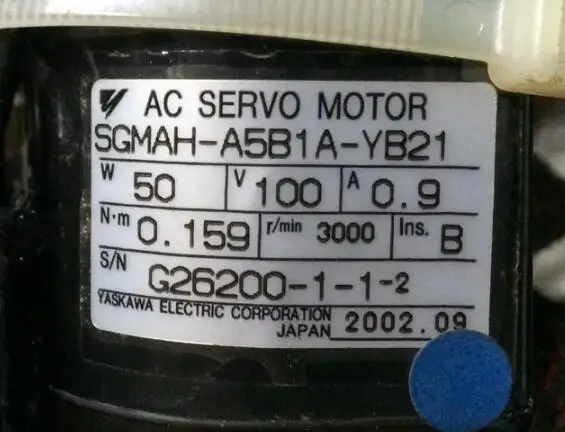 AC SERVO MOTOR
SGMAH-A5B1A-YB21
W 50 V 100 A 0.9
N·m 0.159 r/min 3000 Ins. B
S/N G26200-1-1-2
YASKAWA ELECTRIC CORPORATION
JAPAN 2002.09